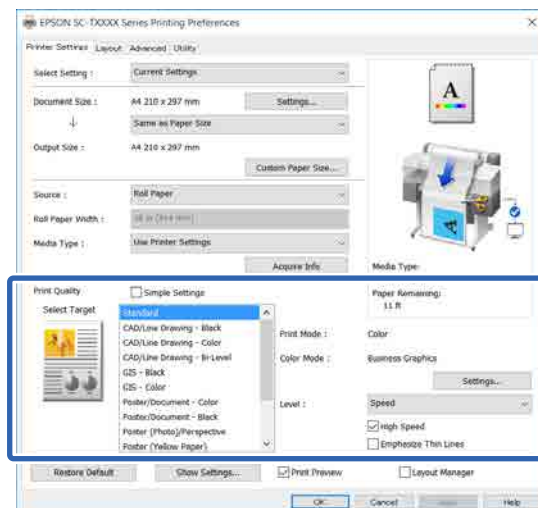 EPSON SC-TXXXX Series Printing Preferences
Printer Settings Layout Advanced Utility
Select Setting : Current Settings
Document Size : A4 210 x 297 mm Settings...
Same as Paper Size
Output Size : A4 210 x 297 mm
Custom Paper Size...
Source : Roll Paper
Roll Paper Width :
Media Type : Use Printer Settings
Acquire Info
Media Type:
Print Quality Simple Settings
Paper Remaining:
11 ft
Select Target
Standard
CAD/Line Drawing - Black
CAD/Line Drawing - Color
CAD/Line Drawing - Bi-Level
GIS - Black
GIS - Color
Poster/Document - Color
Poster/Document - Black
Poster (Photo)/Perspective
Poster (Yellow Paper)
Print Mode : Color
Color Mode : Business Graphics
Settings...
Level : Speed
High Speed
Emphasize Thin Lines
Restore Default Show Settings... Print Preview Layout Manager
OK Cancel Help
A